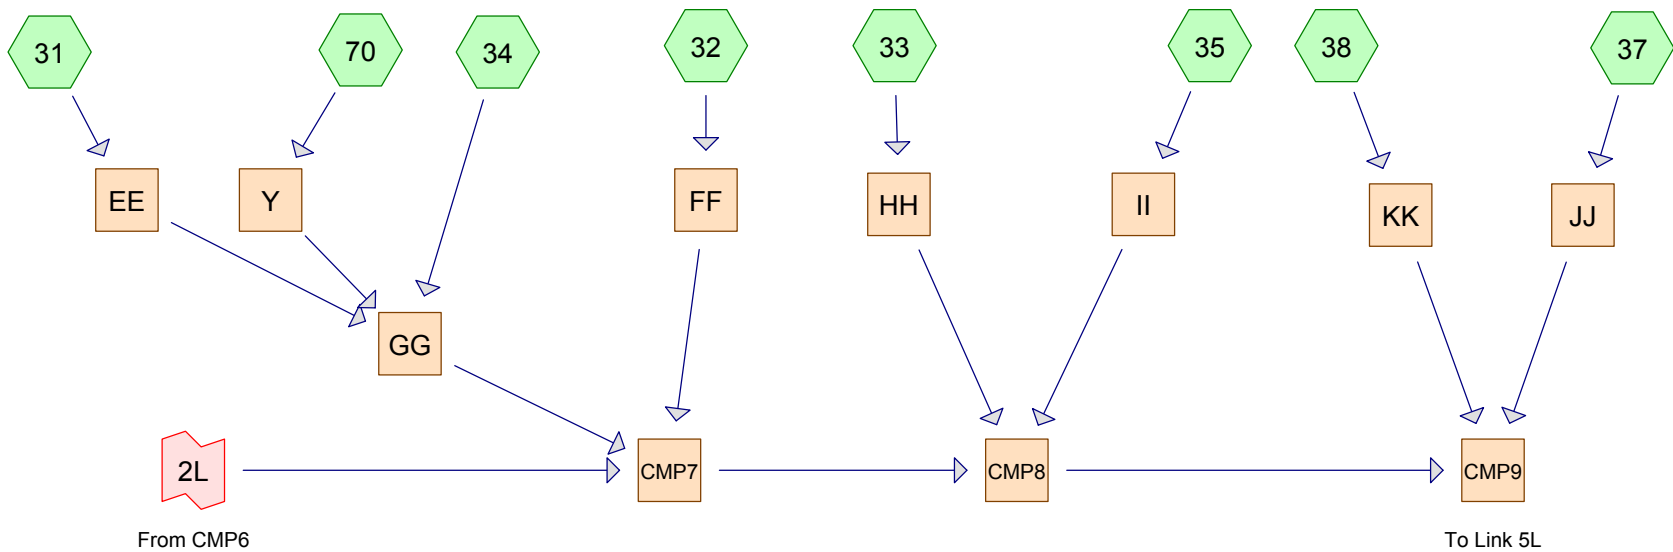 31
70
34
32
33
35
38
37
EE
Y
FF
HH
II
KK
JJ
GG
2L
CMP7
CMP8
CMP9
From CMP6
To Link 5L